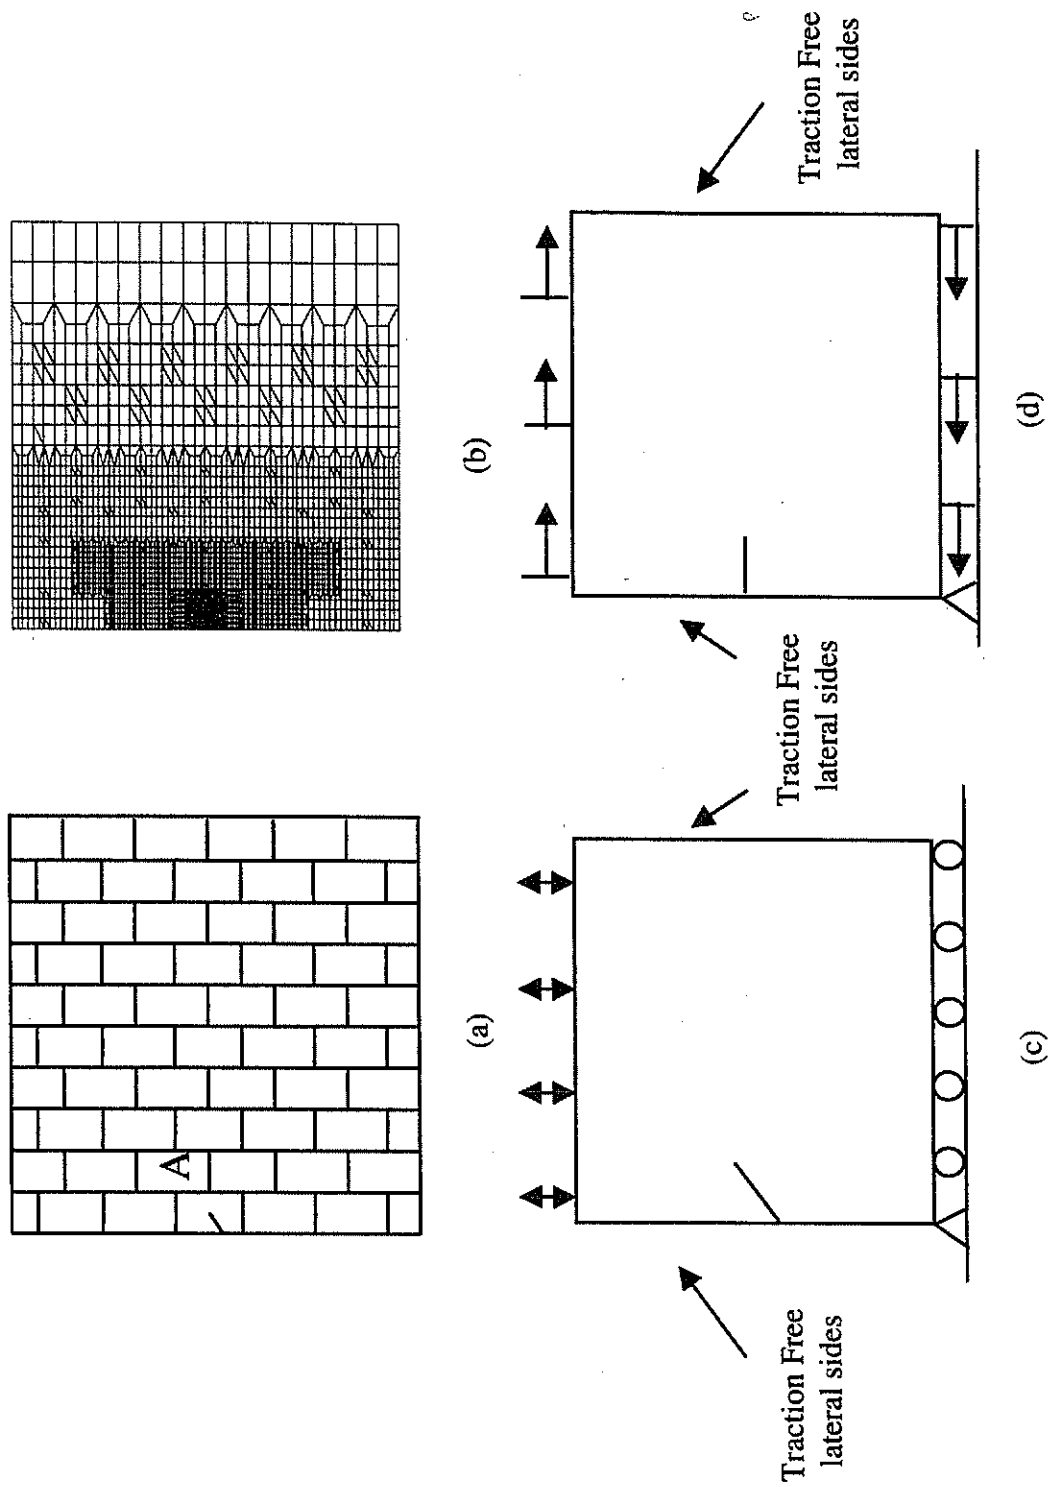 A
(a)
(b)
Traction Free
lateral sides
Traction Free
lateral sides
Traction Free
lateral sides
(c)
(d)